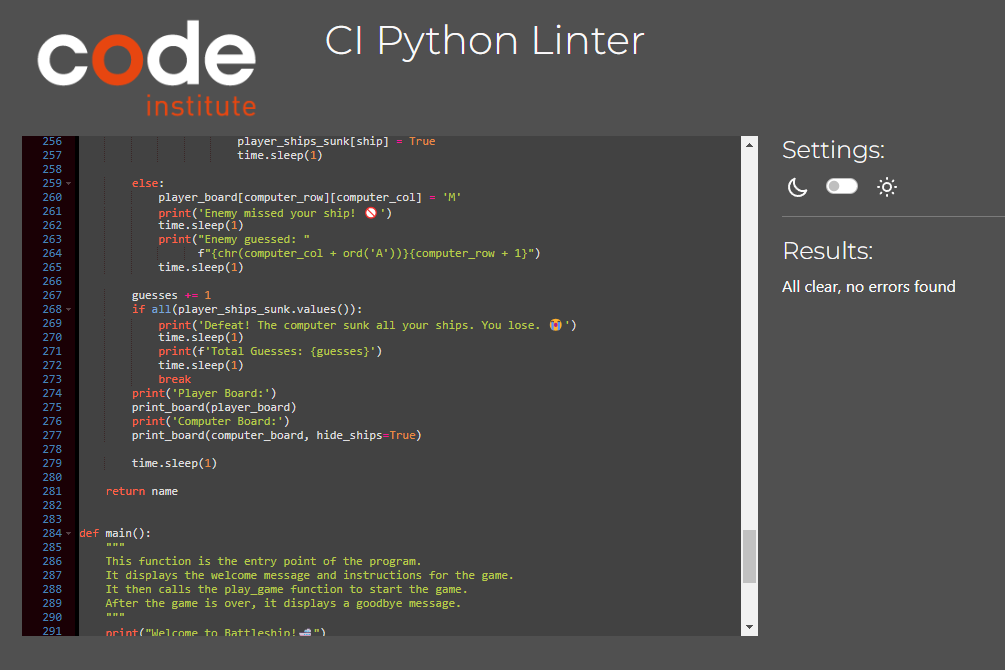 code
institute
CI Python Linter
256 player_ships_sunk[ship] = True
257 time.sleep(1)
258
259 else:
260 player_board[computer_row][computer_col] = 'M'
261 print('Enemy missed your ship! 🚫')
262 time.sleep(1)
263 print("Enemy guessed: "
264 f"{chr(computer_col + ord('A'))}{computer_row + 1}")
265 time.sleep(1)
266
267 guesses += 1
268 if all(player_ships_sunk.values()):
269 print('Defeat! The computer sunk all your ships. You lose. 😭')
270 time.sleep(1)
271 print(f'Total Guesses: {guesses}')
272 time.sleep(1)
273 break
274 print('Player Board:')
275 print_board(player_board)
276 print('Computer Board:')
277 print_board(computer_board, hide_ships=True)
278
279 time.sleep(1)
280
281 return name
282
283
284 def main():
285 """
286 This function is the entry point of the program.
287 It displays the welcome message and instructions for the game.
288 It then calls the play_game function to start the game.
289 After the game is over, it displays a goodbye message.
290 """
291 print("Welcome to Battleship!🚢")
Settings:
Results:
All clear, no errors found